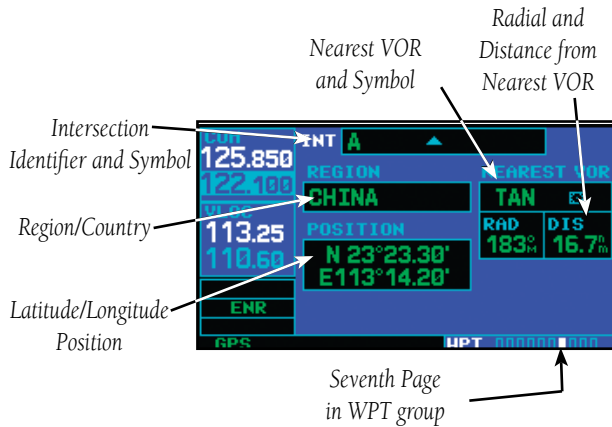 Radial and
Distance from
Nearest VOR
Nearest VOR
and Symbol
Intersection
Identifier and Symbol
Region/Country
Latitude/Longitude
Position
COM
125.850
122.100
VLOC
113.25
110.60
ENR
GPS
INT A
REGION
CHINA
POSITION
N 23°23.30'
E113°14.20'
NEAREST VOR
TAN
RAD DIS
183°M 16.7nm
WPT
Seventh Page
in WPT group